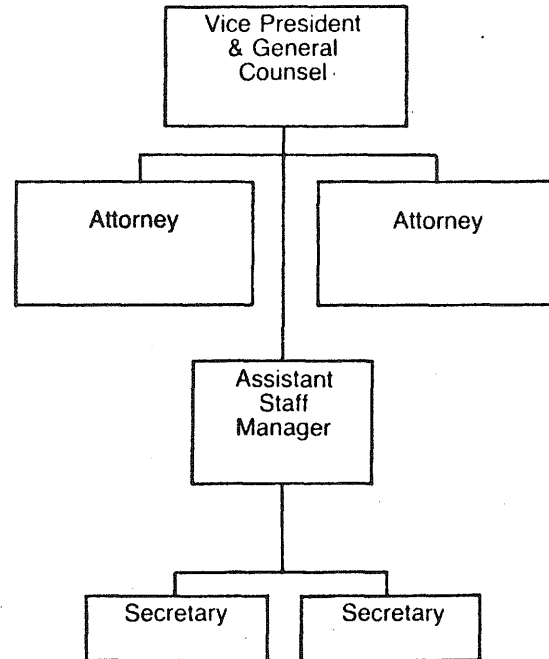 Vice President
& General
Counsel
Attorney
Attorney
Assistant
Staff
Manager
Secretary
Secretary